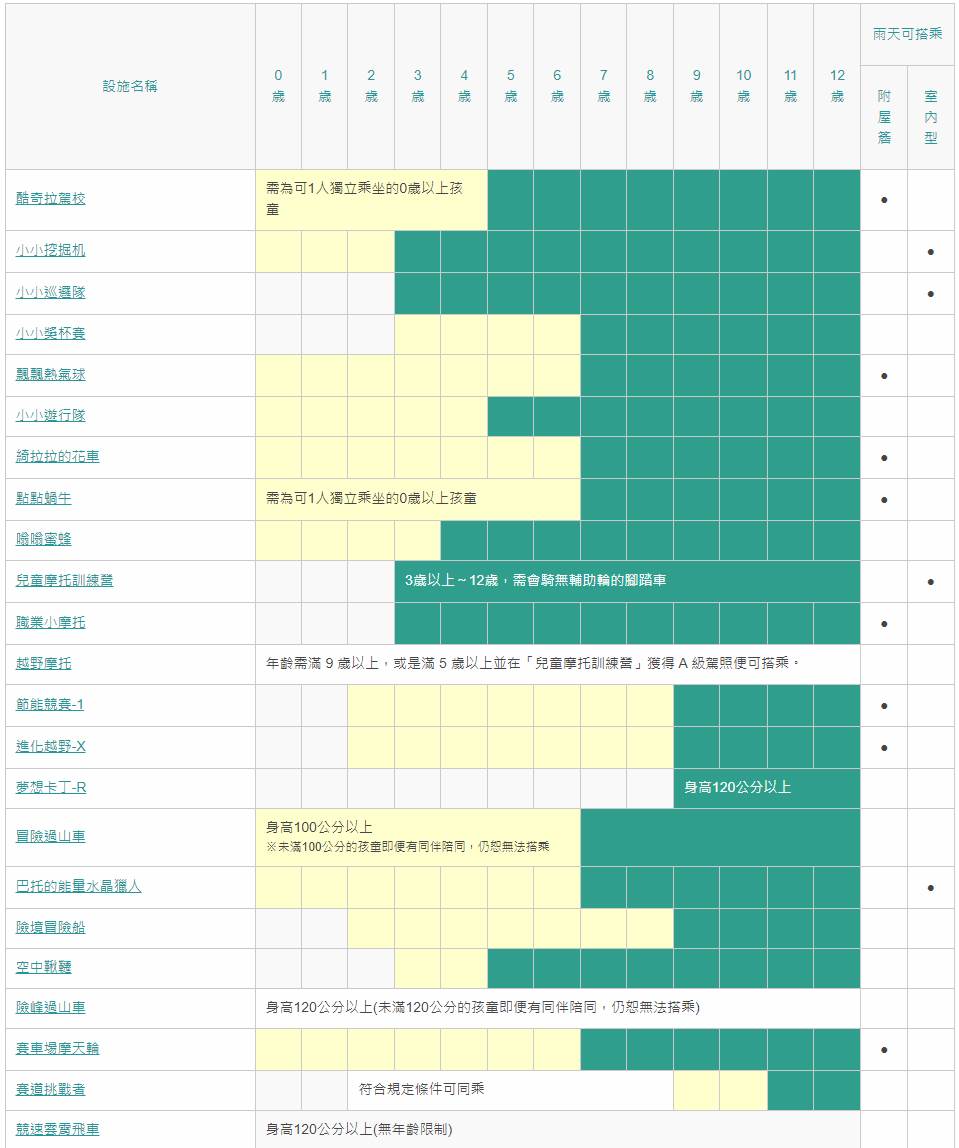 設施名稱
0歲
1歲
2歲
3歲
4歲
5歲
6歲
7歲
8歲
9歲
10歲
11歲
12歲
雨天可搭乘
附屋簷
室內型
酷奇拉駕校
需為可1人獨立乘坐的0歲以上孩
童
●
小小挖掘机
●
小小巡邏隊
●
小小獎杯賽
飄飄熱氣球
●
小小遊行隊
綺拉拉的花車
●
點點蝸牛
需為可1人獨立乘坐的0歲以上孩童
●
嗡嗡蜜蜂
兒童摩托訓練營
3歲以上～12歲，需會騎無輔助輪的腳踏車
●
職業小摩托
●
越野摩托
年齡需滿 9 歲以上，或是滿 5 歲以上並在「兒童摩托訓練營」獲得 A 級駕照便可搭乘。
節能競賽-1
●
進化越野-X
●
夢想卡丁-R
身高120公分以上
冒險過山車
身高100公分以上
※未滿100公分的孩童即便有同伴陪同，仍恕無法搭乘
巴托的能量水晶獵人
●
險境冒險船
空中鞦韆
險峰過山車
身高120公分以上(未滿120公分的孩童即便有同伴陪同，仍恕無法搭乘)
賽車場摩天輪
●
賽道挑戰者
符合規定條件可同乘
競速雲霄飛車
身高120公分以上(無年齡限制)